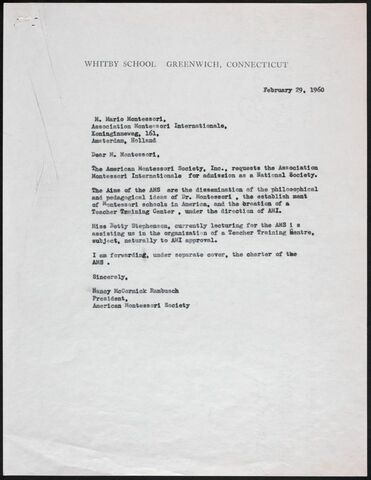 WHITBY SCHOOL GREENWICH, CONNECTICUT
February 29, 1960
M. Mario Montessori,
Association Montessori Internationale,
Koninginneweg, 161,
Amsterdam, Holland
Dear M. Montessori,
The American Montessori Society, Inc., requests the Association
Montessori Internationale for admission as a National Society.
The Aims of the AMS are the dissemination of the philosophical
and pedagogical ideas of Dr. Montessori , the establish ment
of Montessori schools in America, and the creation of a
Teacher Training Center , under the direction of AMI.
Miss Betty Stephenson, currently lecturing for the AMS i s
assisting us in the organization of a Teacher Training Centre,
subject, naturally to AMI approval.
I am forwarding, under separate cover, the charter of the
AMS .
Sincerely,
Nancy McCormick Rambusch
President,
American Montessori Society